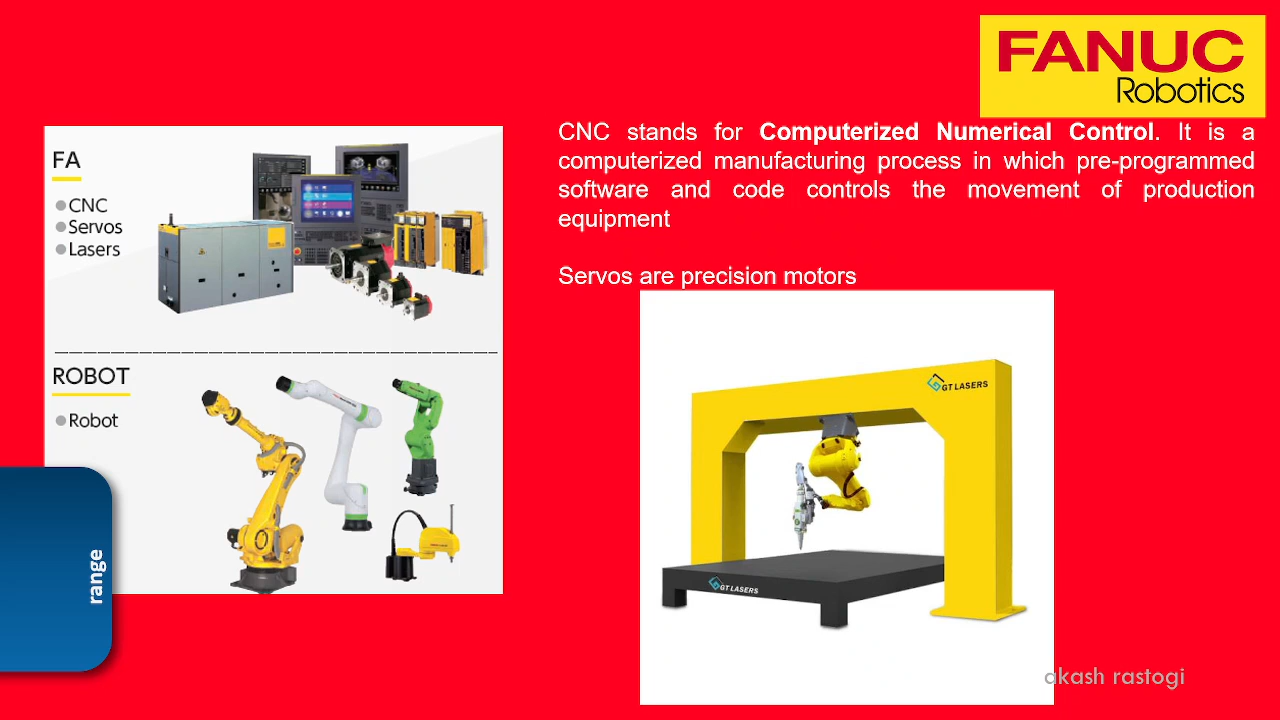 FANUC
Robotics
CNC stands for Computerized Numerical Control. It is a
computerized manufacturing process in which pre-programmed
software and code controls the movement of production
equipment
Servos are precision motors
FA
CNC
Servos
Lasers
ROBOT
Robot
range
GT LASERS
GT LASERS
akash rastogi